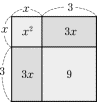 x 3
x x² 3x
3 3x 9